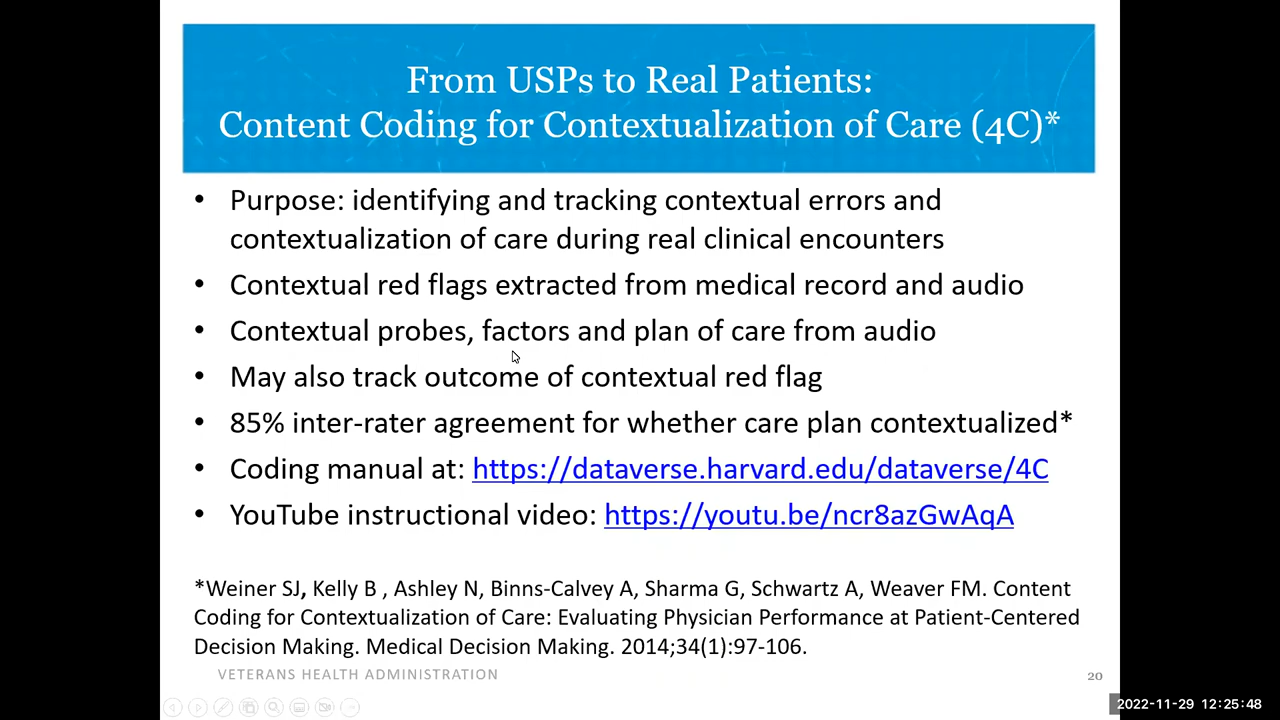 From USPs to Real Patients:
Content Coding for Contextualization of Care (4C)*
• Purpose: identifying and tracking contextual errors and
contextualization of care during real clinical encounters
• Contextual red flags extracted from medical record and audio
• Contextual probes, factors and plan of care from audio
• May also track outcome of contextual red flag
• 85% inter-rater agreement for whether care plan contextualized*
• Coding manual at: https://dataverse.harvard.edu/dataverse/4C
• YouTube instructional video: https://youtu.be/ncr8azGwAqA
*Weiner SJ, Kelly B , Ashley N, Binns-Calvey A, Sharma G, Schwartz A, Weaver FM. Content
Coding for Contextualization of Care: Evaluating Physician Performance at Patient-Centered
Decision Making. Medical Decision Making. 2014;34(1):97-106.
VETERANS HEALTH ADMINISTRATION
20
2022-11-29 12:25:48